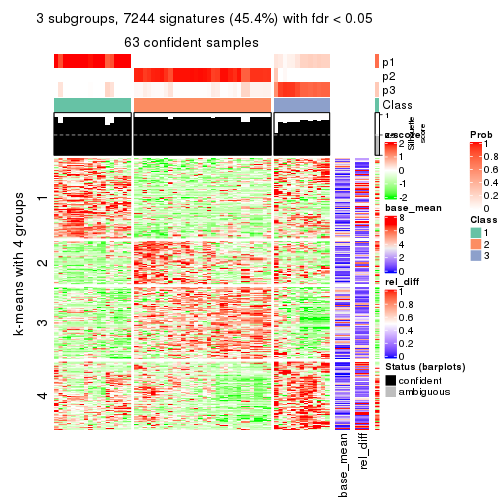 3 subgroups, 7244 signatures (45.4%) with fdr < 0.05
63 confident samples
p1
p2
p3
Class
1
Silhouette
score
k-means with 4 groups
1
2
3
4
base_mean
rel_diff
z-score
2
1
0
-1
-2
base_mean
8
6
4
2
0
rel_diff
1
0.8
0.6
0.4
0.2
0
Status (barplots)
confident
ambiguous
Prob
1
0.8
0.6
0.4
0.2
0
Class
1
2
3